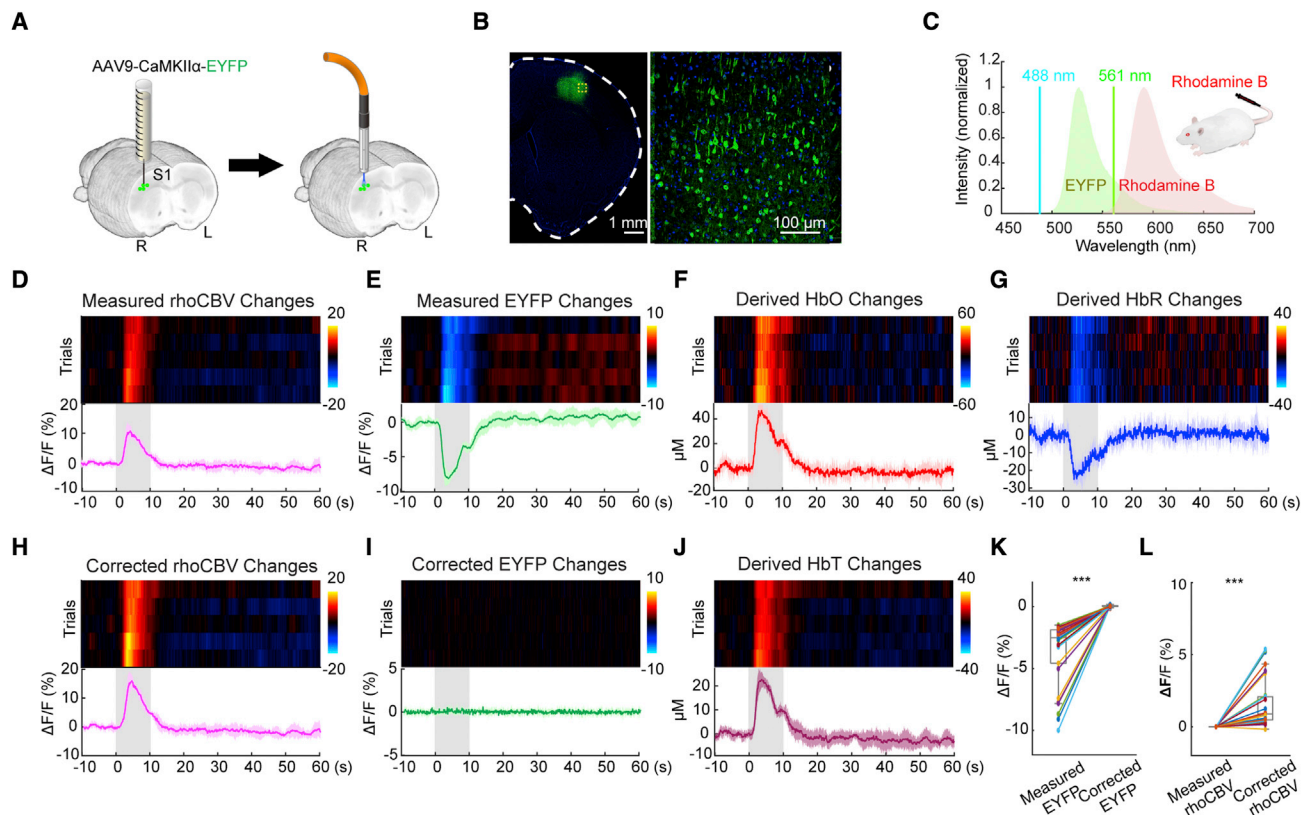 A
AAV9-CaMKIIα-EYFP
S1
R
L
R
L
B
1 mm
100 µm
C
Intensity (normalized)
1.2
1
0.8
0.6
0.4
0.2
0
488 nm
561 nm
Rhodamine B
EYFP
Rhodamine B
450
500
550
600
650
700
Wavelength (nm)
D
Measured rhoCBV Changes
Trials
20
-20
ΔF/F (%)
20
10
0
-10
-10 0 10 20 30 40 50 60 (s)
E
Measured EYFP Changes
Trials
10
-10
ΔF/F (%)
0
-5
-10
-10 0 10 20 30 40 50 60 (s)
F
Derived HbO Changes
Trials
60
-60
µM
40
20
0
-20
-10 0 10 20 30 40 50 60 (s)
G
Derived HbR Changes
Trials
40
-40
µM
10
0
-10
-20
-30
-10 0 10 20 30 40 50 60 (s)
H
Corrected rhoCBV Changes
Trials
20
-20
ΔF/F (%)
20
10
0
-10
-10 0 10 20 30 40 50 60 (s)
I
Corrected EYFP Changes
Trials
10
-10
ΔF/F (%)
5
0
-5
-10 0 10 20 30 40 50 60 (s)
J
Derived HbT Changes
Trials
40
-40
µM
20
0
-10
-10 0 10 20 30 40 50 60 (s)
K
***
ΔF/F (%)
0
-5
-10
Measured
EYFP
Corrected
EYFP
L
***
ΔF/F (%)
10
5
0
Measured
rhoCBV
Corrected
rhoCBV